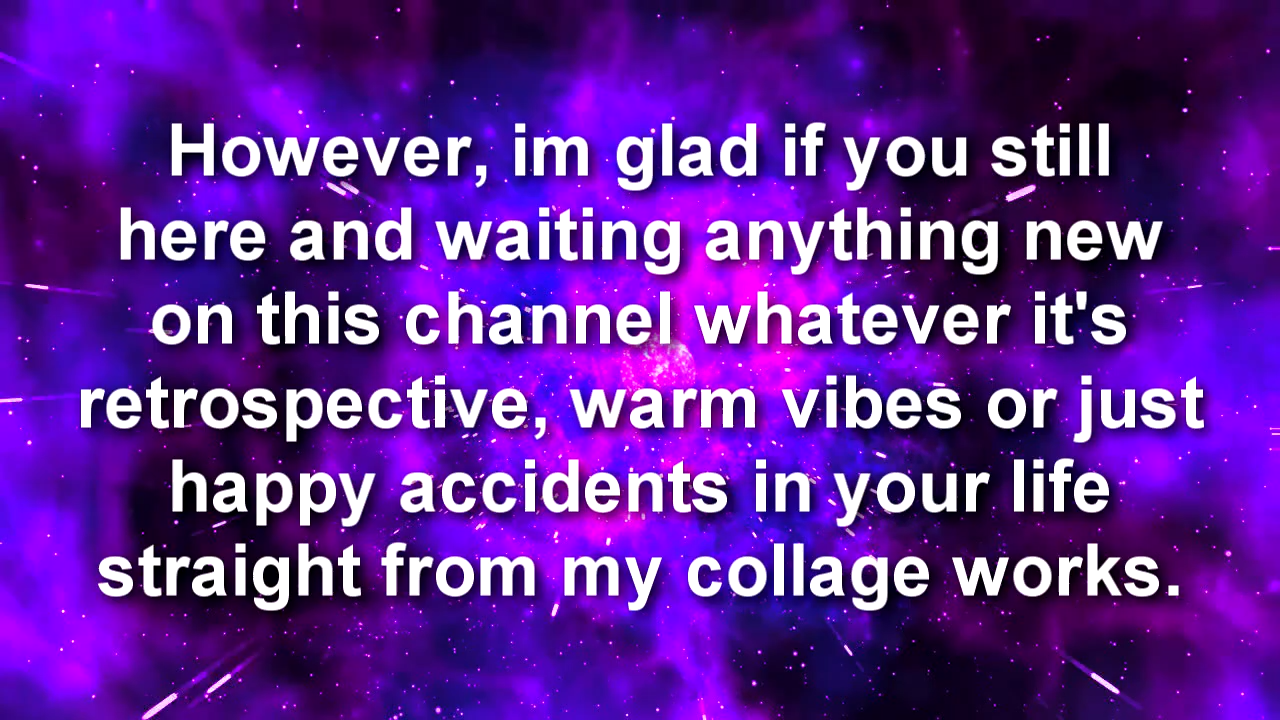 However, im glad if you still
here and waiting anything new
on this channel whatever it's
retrospective, warm vibes or just
happy accidents in your life
straight from my collage works.